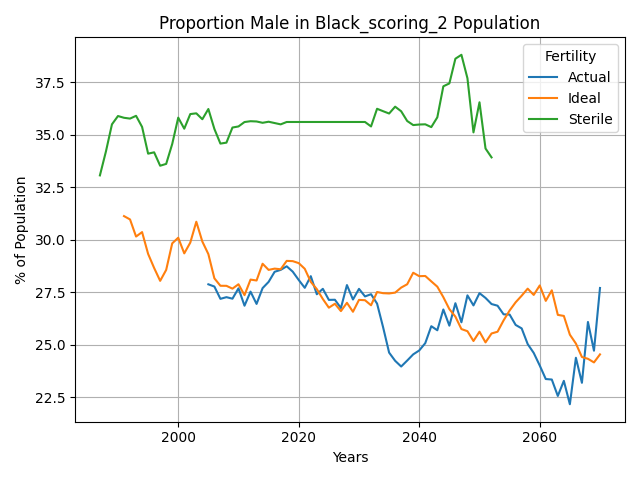 Proportion Male in Black_scoring_2 Population
Fertility
Actual
Ideal
Sterile
% of Population
37.5
35.0
32.5
30.0
27.5
25.0
22.5
2000
2020
2040
2060
Years